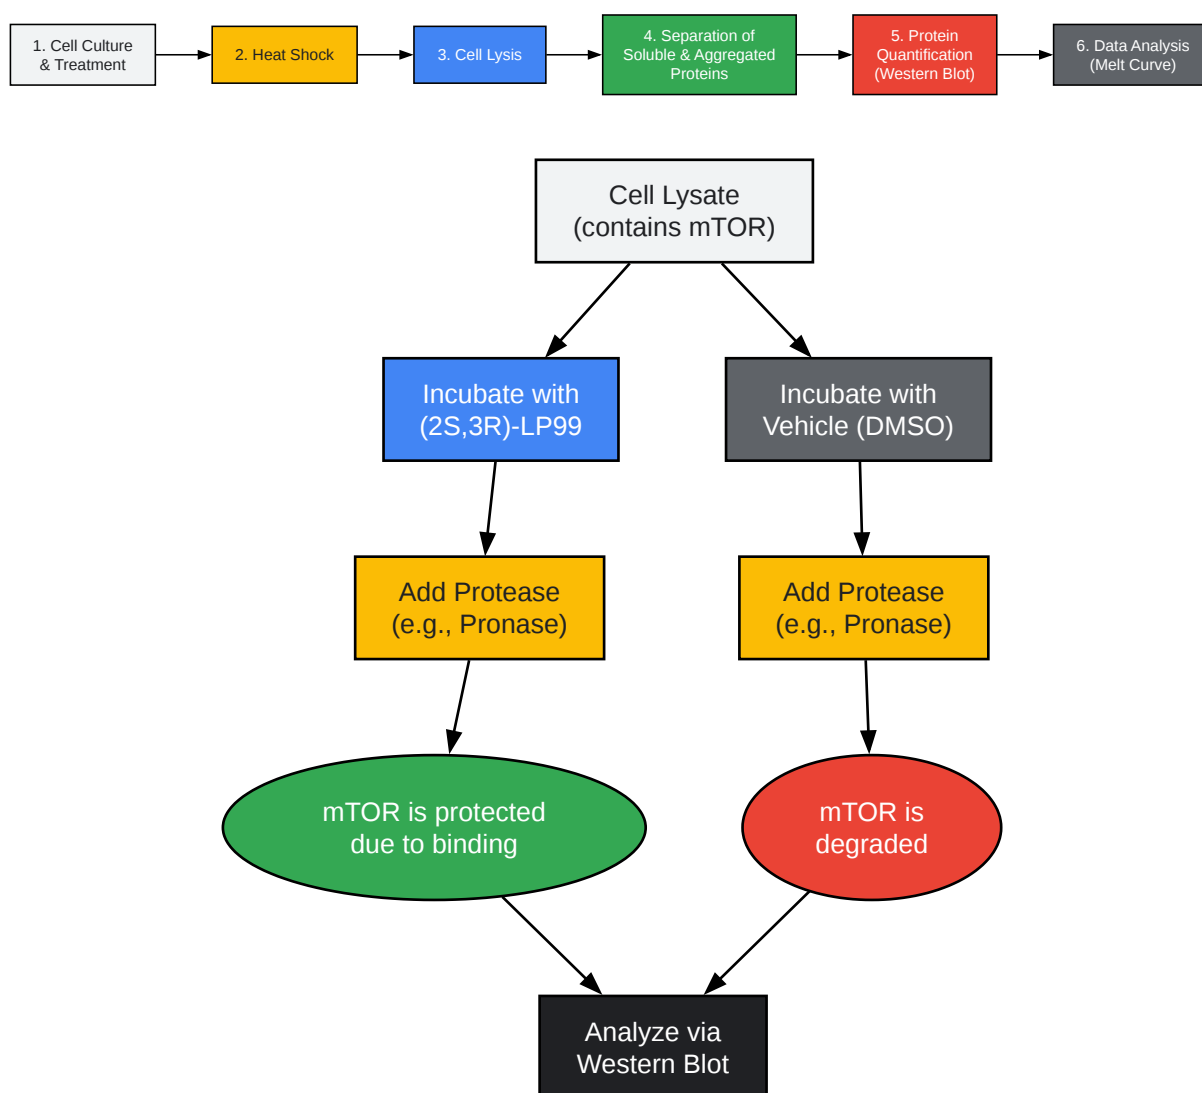 1. Cell Culture
& Treatment
2. Heat Shock
3. Cell Lysis
4. Separation of
Soluble & Aggregated
Proteins
5. Protein
Quantification
(Western Blot)
6. Data Analysis
(Melt Curve)
Cell Lysate
(contains mTOR)
Incubate with
(2S,3R)-LP99
Incubate with
Vehicle (DMSO)
Add Protease
(e.g., Pronase)
Add Protease
(e.g., Pronase)
mTOR is protected
due to binding
mTOR is
degraded
Analyze via
Western Blot